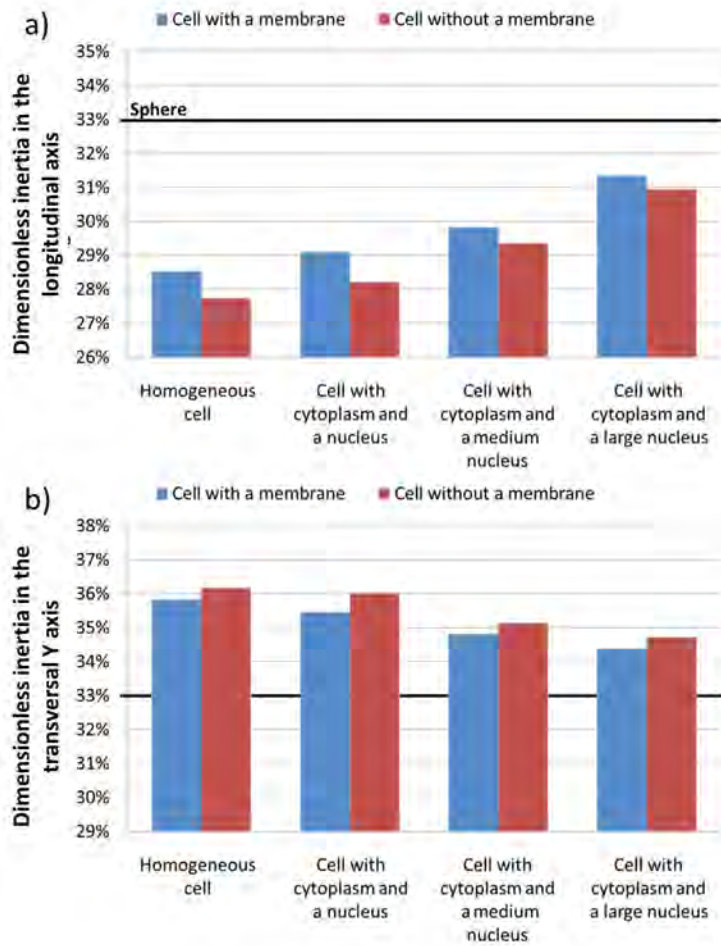 a)
Cell with a membrane
Cell without a membrane
Dimensionless inertia in the
longitudinal axis
35%
34%
33%
32%
31%
30%
29%
28%
27%
26%
Sphere
Homogeneous
cell
Cell with
cytoplasm and
a nucleus
Cell with
cytoplasm and
a medium
nucleus
Cell with
cytoplasm and
a large nucleus
b)
Cell with a membrane
Cell without a membrane
Dimensionless inertia in the
transversal Y axis
38%
37%
36%
35%
34%
33%
32%
31%
30%
29%
Homogeneous
cell
Cell with
cytoplasm and
a nucleus
Cell with
cytoplasm and
a medium
nucleus
Cell with
cytoplasm and
a large nucleus